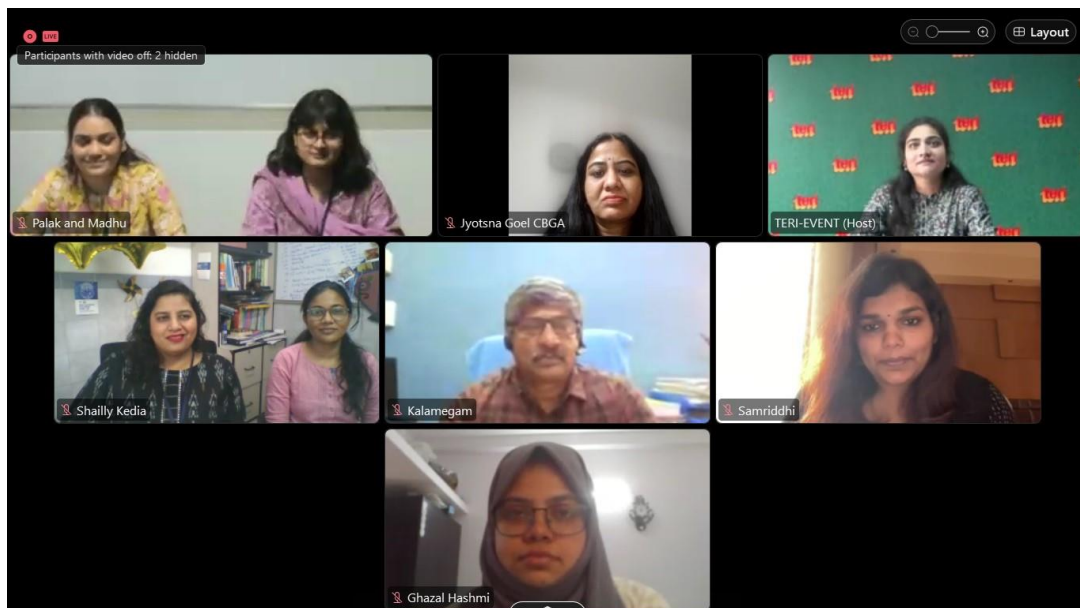 LIVE
Layout
Participants with video off: 2 hidden
Palak and Madhu
Jyotsna Goel CBGA
TERI-EVENT (Host)
Shailly Kedia
Kalamegam
Samriddhi
Ghazal Hashmi